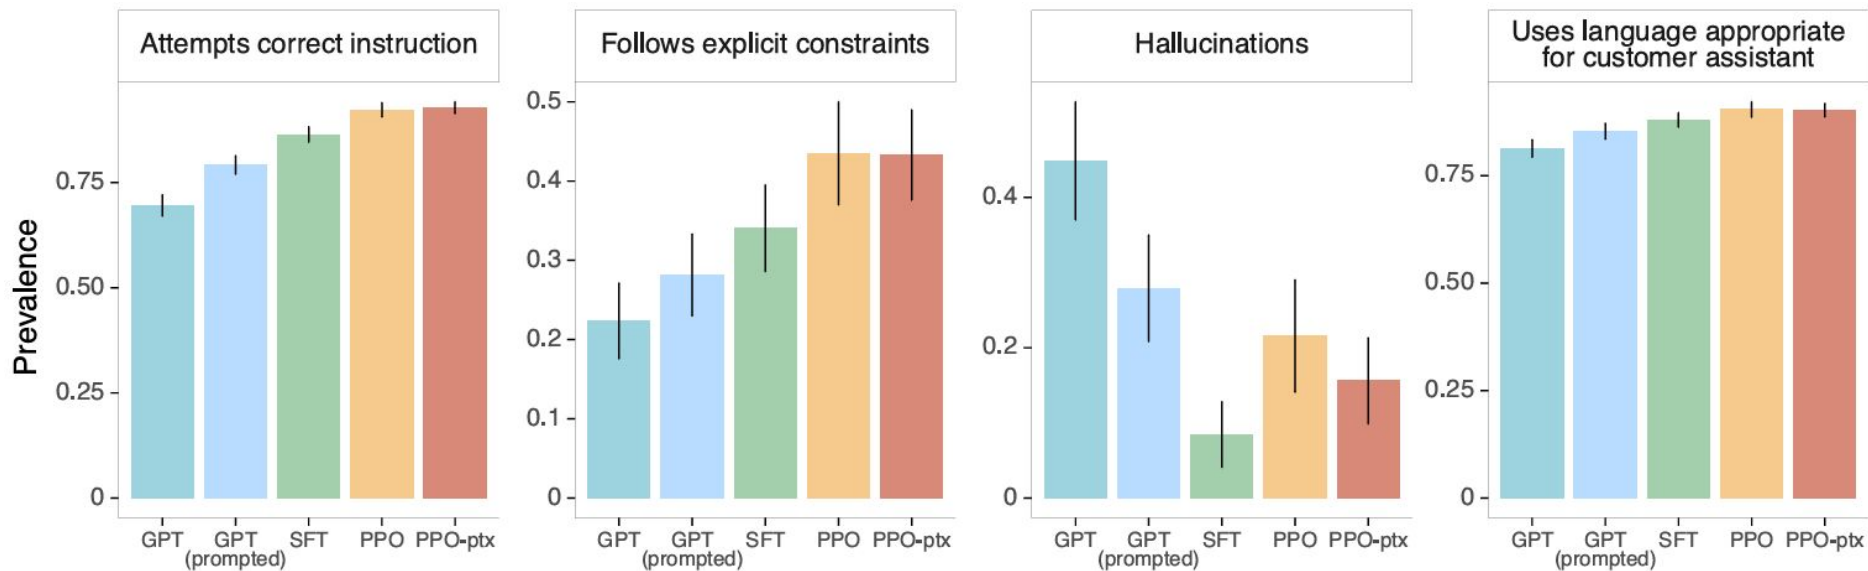 Attempts correct instruction
Follows explicit constraints
Hallucinations
Uses language appropriate
for customer assistant
Prevalence
0.75
0.50
0.25
0
GPT
GPT
(prompted)
SFT
PPO
PPO-ptx
0.5
0.4
0.3
0.2
0.1
0
GPT
GPT
(prompted)
SFT
PPO
PPO-ptx
0.4
0.2
0
GPT
GPT
(prompted)
SFT
PPO
PPO-ptx
0.75
0.50
0.25
0
GPT
GPT
(prompted)
SFT
PPO
PPO-ptx